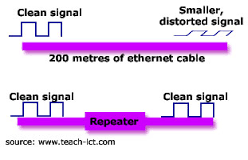 Clean signal
Smaller,
distorted signal
200 metres of ethernet cable
Clean signal
Clean signal
Repeater
source: www.teach-ict.com